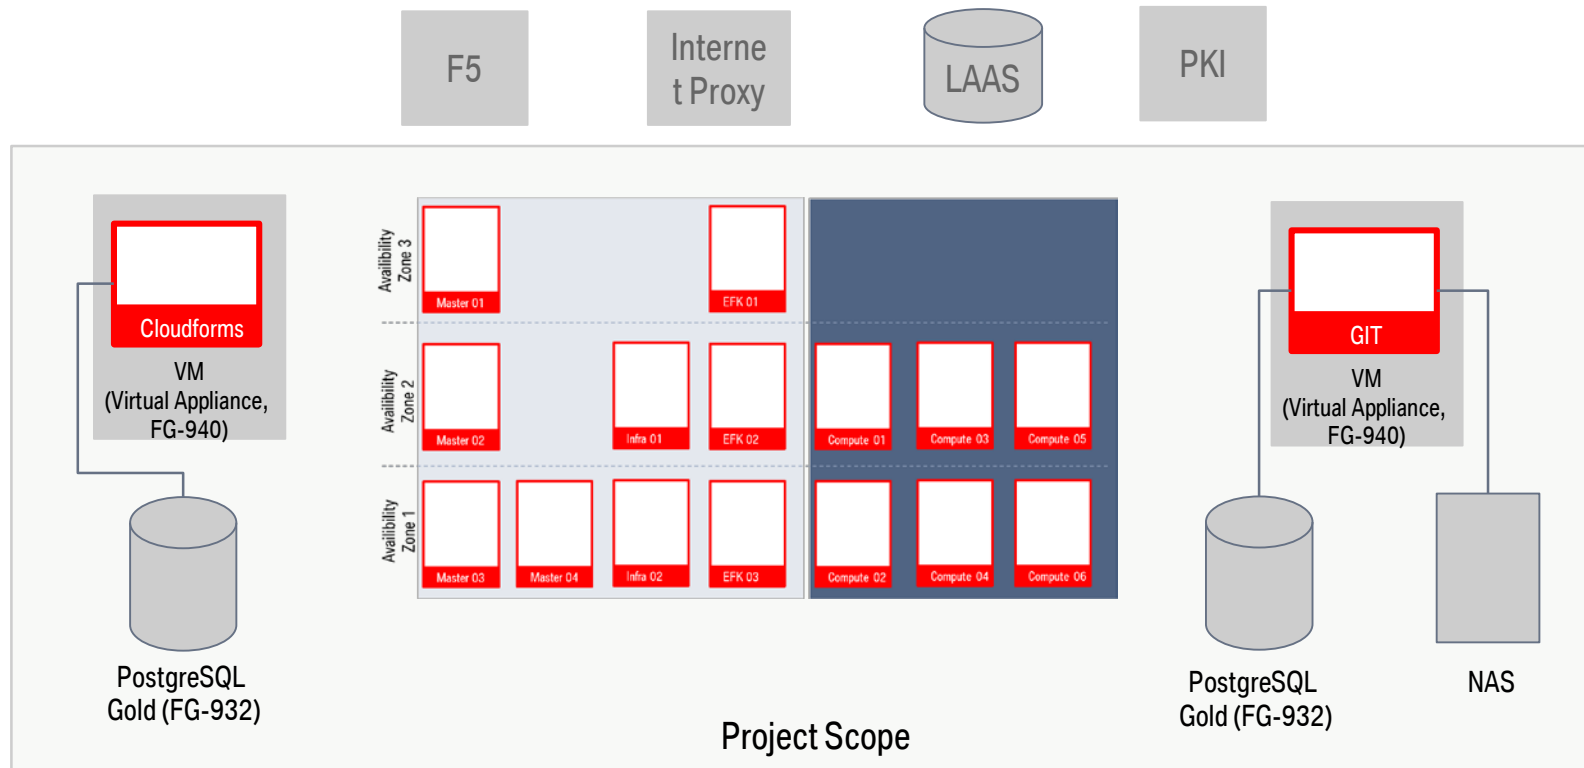 F5
Interne
t Proxy
LAAS
PKI
Cloudforms
VM
(Virtual Appliance,
FG-940)
PostgreSQL
Gold (FG-932)
Availibility
Zone 3
Master 01
EFK 01
Availibility
Zone 2
Master 02
Infra 01
EFK 02
Compute 01
Compute 03
Compute 05
Availibility
Zone 1
Master 03
Master 04
Infra 02
EFK 03
Compute 02
Compute 04
Compute 06
GIT
VM
(Virtual Appliance,
FG-940)
PostgreSQL
Gold (FG-932)
NAS
Project Scope